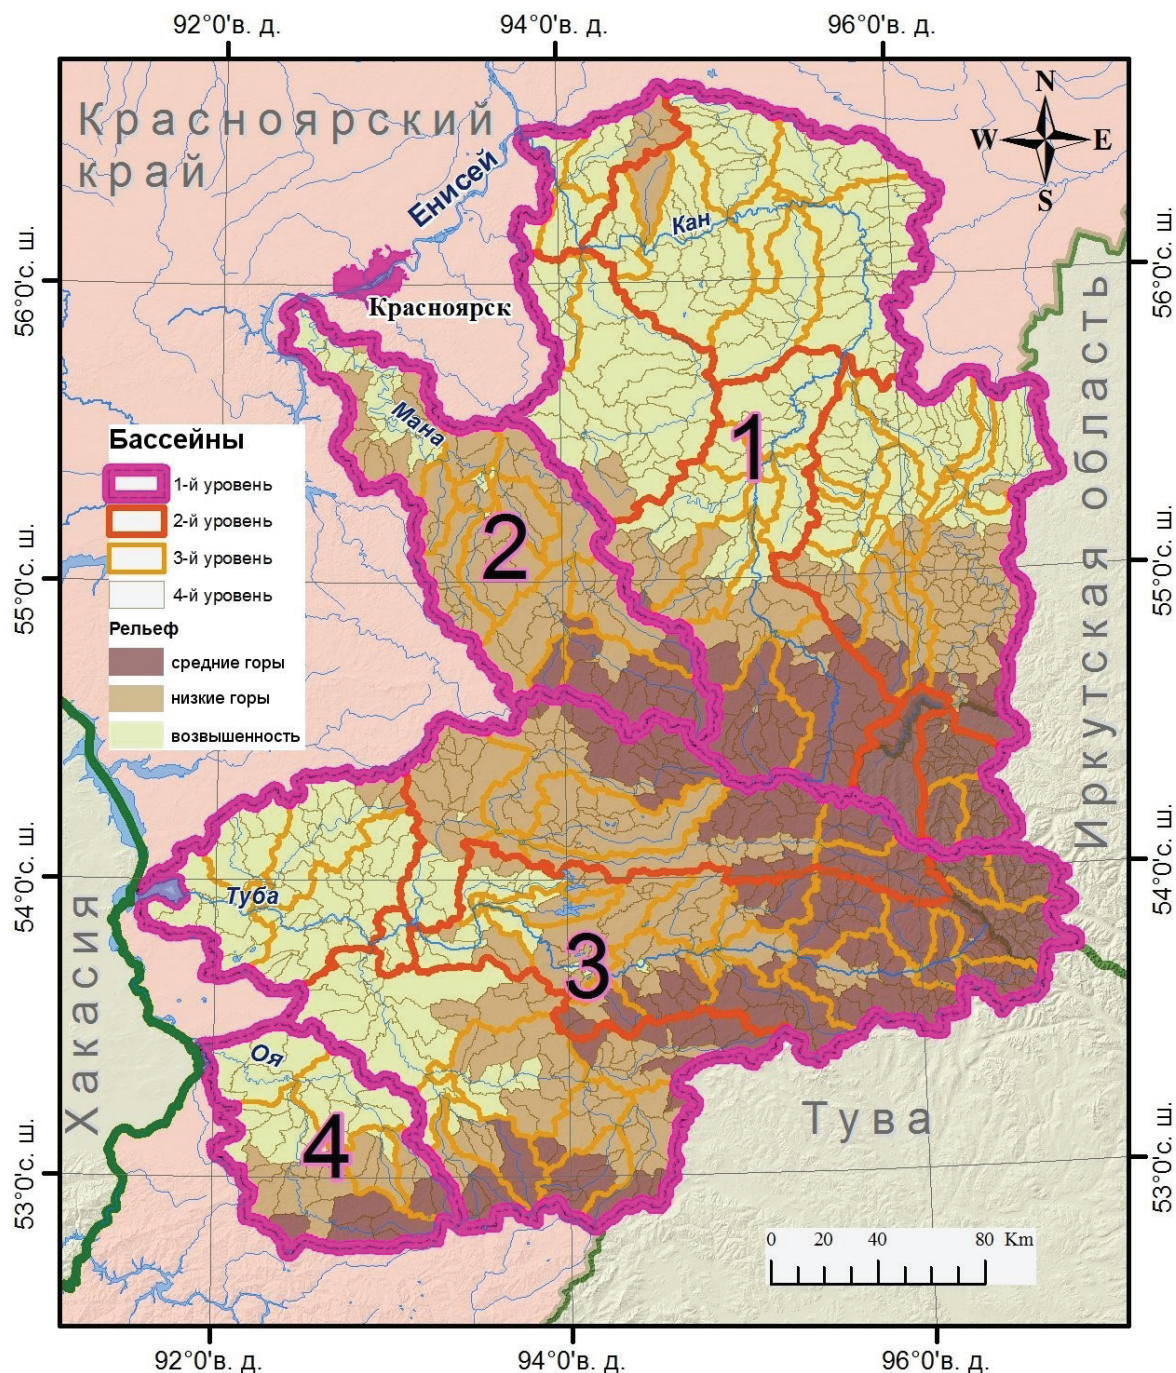 92°0'в. д.
94°0'в. д.
96°0'в. д.
Красноярский
край
N
W
E
S
Енисей
Кан
56°0'с. ш.
56°0'с. ш.
Красноярск
Иркутская область
Мана
1
Бассейны
1-й уровень
2-й уровень
3-й уровень
4-й уровень
Рельеф
средние горы
низкие горы
возвышенность
2
55°0'с. ш.
55°0'с. ш.
54°0'с. ш.
54°0'с. ш.
Туба
3
Хакасия
Оя
4
Тува
53°0'с. ш.
53°0'с. ш.
0 20 40 80 Km
92°0'в. д.
94°0'в. д.
96°0'в. д.